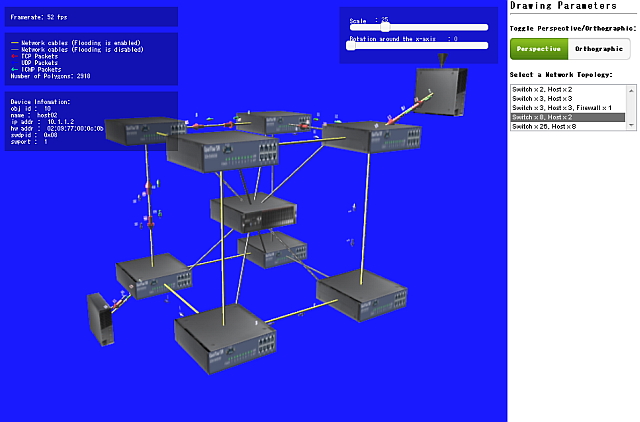 Framerate: 52 fps
Network cables (Flooding is enabled)
Network cables (Flooding is disabled)
TCP Packets
UDP Packets
ICMP Packets
Number of Polygons: 2918
Device Infomation:
obj id : 10
name : host02
ip addr : 10.1.1.2
hw addr : 02:09:77:00:0c:0b
swdpid : 0x08
swport : 1
Scale : 25
Rotation around the x-axis : 0
Drawing Parameters
Toggle Perspective/Orthographic:
Perspective
Orthographic
Select a Network Topology:
Switch x 2, Host x 2
Switch x 3, Host x 3
Switch x 3, Host x 3, Firewall x 1
Switch x 8, Host x 2
Switch x 26, Host x 8